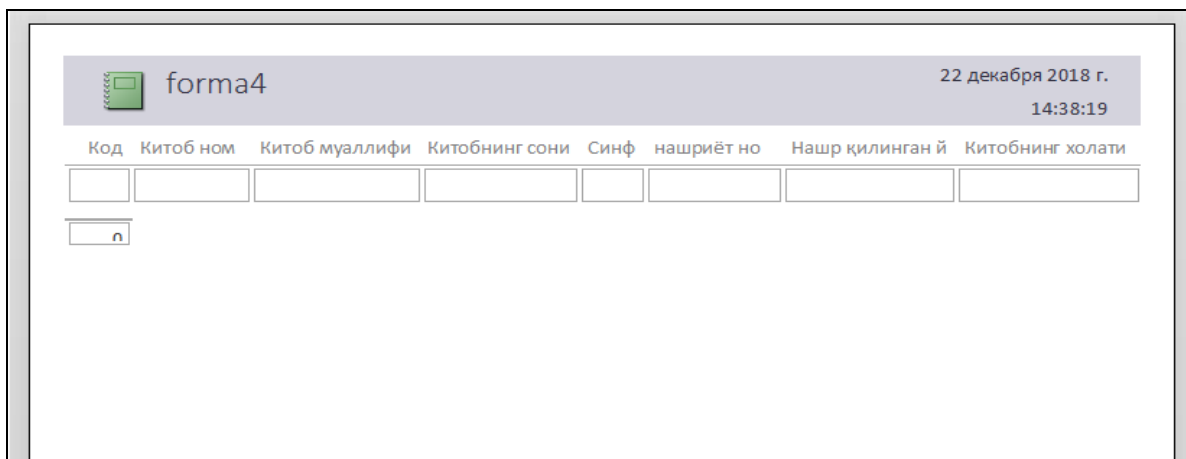 forma4
22 декабря 2018 г.
14:38:19
Код Китоб ном Китоб муаллифи Китобнинг сони Синф нашриёт но Нашр қилинган й Китобнинг холати
0